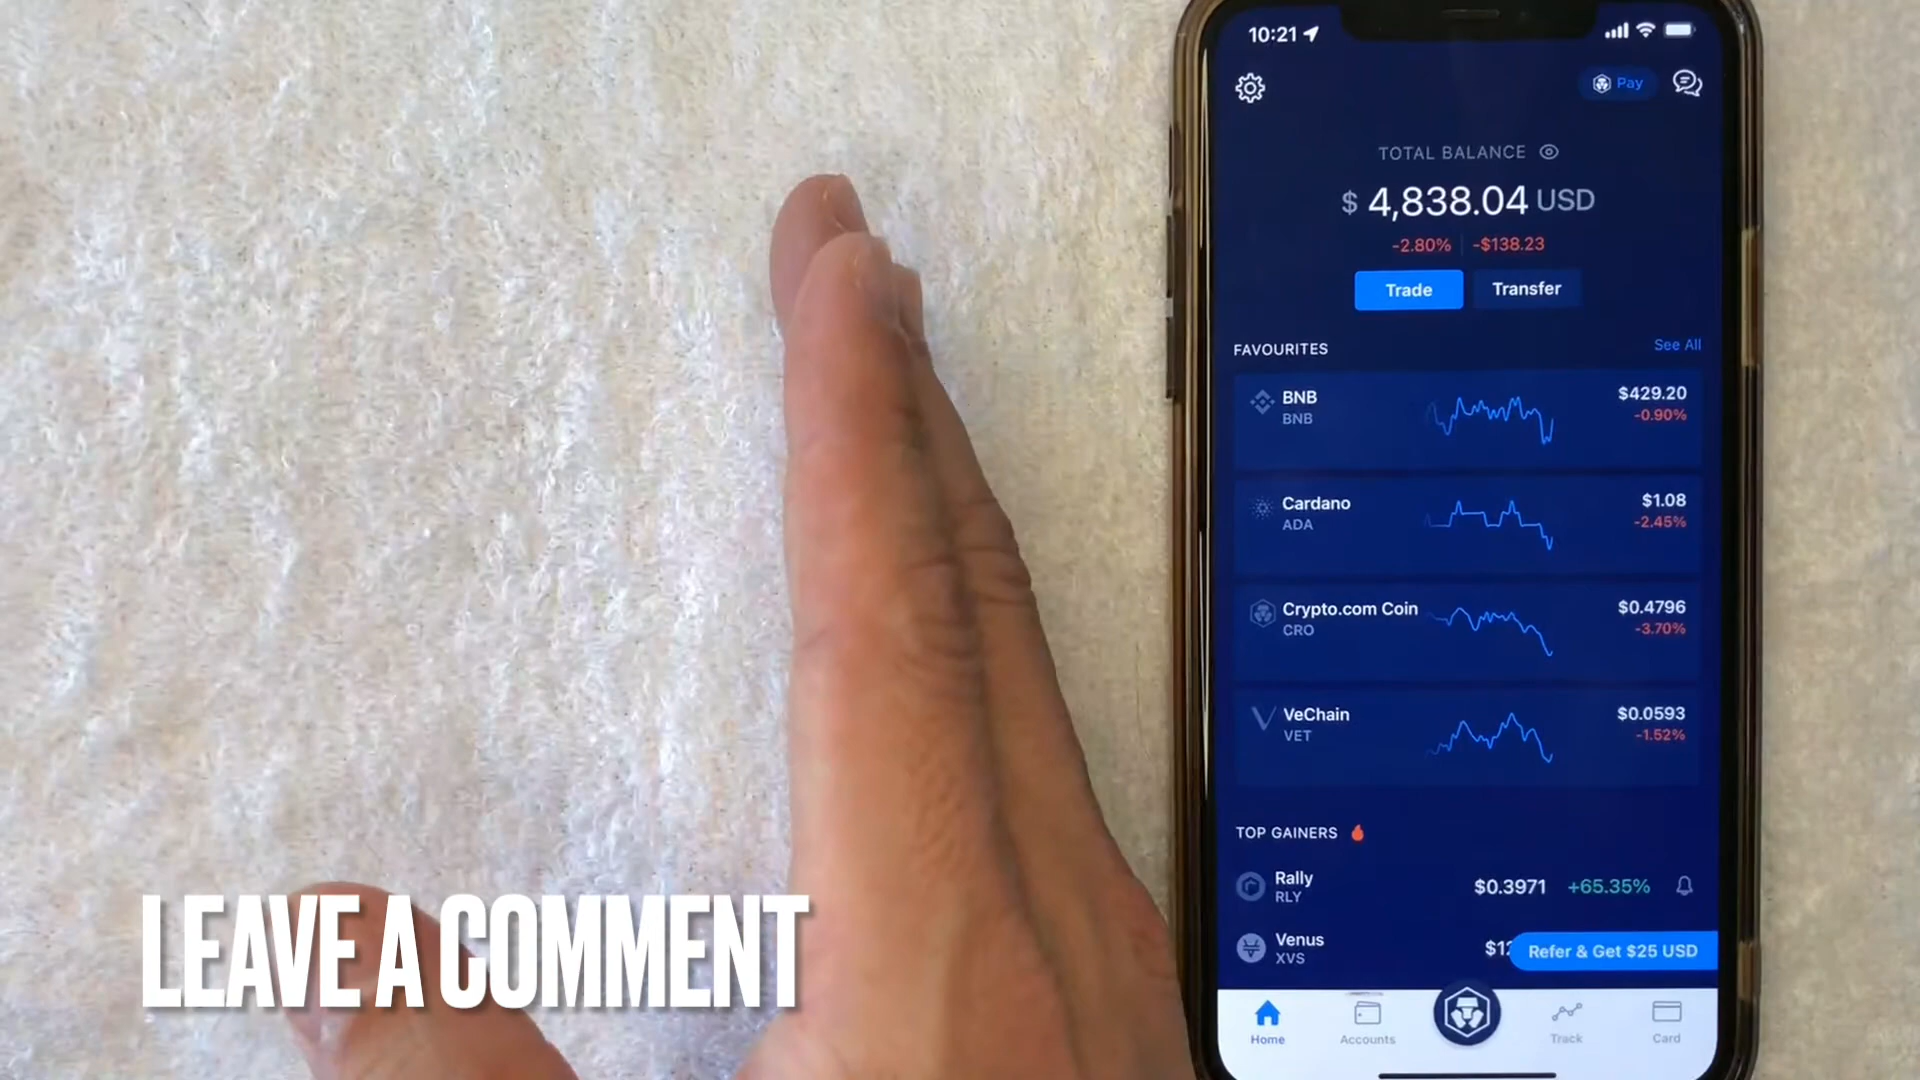 10:21
Pay
TOTAL BALANCE
$ 4,838.04 USD
-2.80% -$138.23
Trade Transfer
FAVOURITES See All
BNB $429.20
BNB -0.90%
Cardano $1.08
ADA -2.45%
Crypto.com Coin $0.4796
CRO -3.70%
VeChain $0.0593
VET -1.52%
TOP GAINERS
Rally $0.3971 +65.35%
RLY
Venus $12
XVS
Refer & Get $25 USD
Home Accounts Track Card
LEAVE A COMMENT